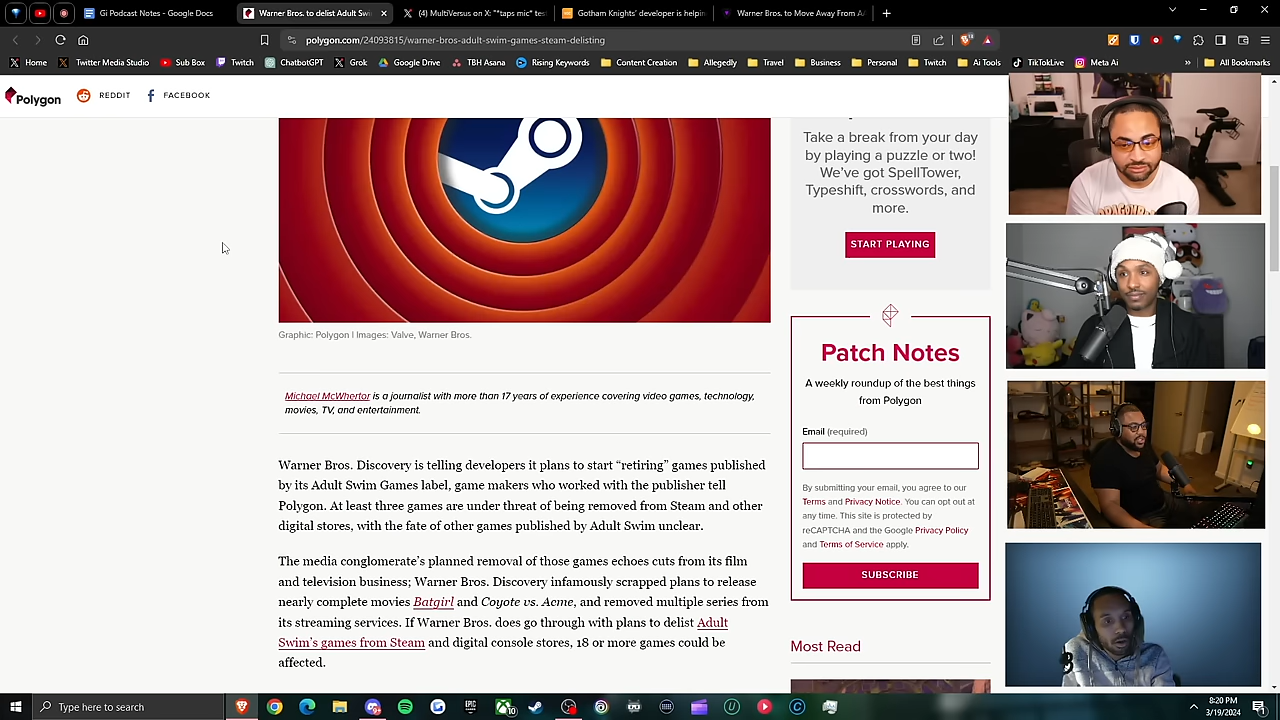 Gi Podcast Notes - Google Docs
Warner Bros. to delist Adult Swi
(4) MultiVersus on X: "*taps mic* tes
Gotham Knights' developer is helpin
Warner Bros. to Move Away From A
polygon.com/24093815/warner-bros-adult-swim-games-steam-delisting
Home
Twitter Media Studio
Sub Box
Twitch
ChatbotGPT
Grok
Google Drive
TBH Asana
Rising Keywords
Content Creation
Allegedly
Travel
Business
Personal
Twitch
Ai Tools
TikTokLive
Meta Ai
»
All Bookmarks
Polygon
REDDIT
FACEBOOK
Take a break from your day
by playing a puzzle or two!
We've got SpellTower,
Typeshift, crosswords, and
more.
START PLAYING
Graphic: Polygon | Images: Valve, Warner Bros.
Michael McWhertor is a journalist with more than 17 years of experience covering video games, technology,
movies, TV, and entertainment.
Warner Bros. Discovery is telling developers it plans to start “retiring” games published
by its Adult Swim Games label, game makers who worked with the publisher tell
Polygon. At least three games are under threat of being removed from Steam and other
digital stores, with the fate of other games published by Adult Swim unclear.
The media conglomerate’s planned removal of those games echoes cuts from its film
and television business; Warner Bros. Discovery infamously scrapped plans to release
nearly complete movies Batgirl and Coyote vs. Acme, and removed multiple series from
its streaming services. If Warner Bros. does go through with plans to delist Adult
Swim’s games from Steam and digital console stores, 18 or more games could be
affected.
Patch Notes
A weekly roundup of the best things
from Polygon
Email (required)
By submitting your email, you agree to our
Terms and Privacy Notice. You can opt out at
any time. This site is protected by
reCAPTCHA and the Google Privacy Policy
and Terms of Service apply.
SUBSCRIBE
Most Read
Type here to search
8:20 PM
3/19/2024